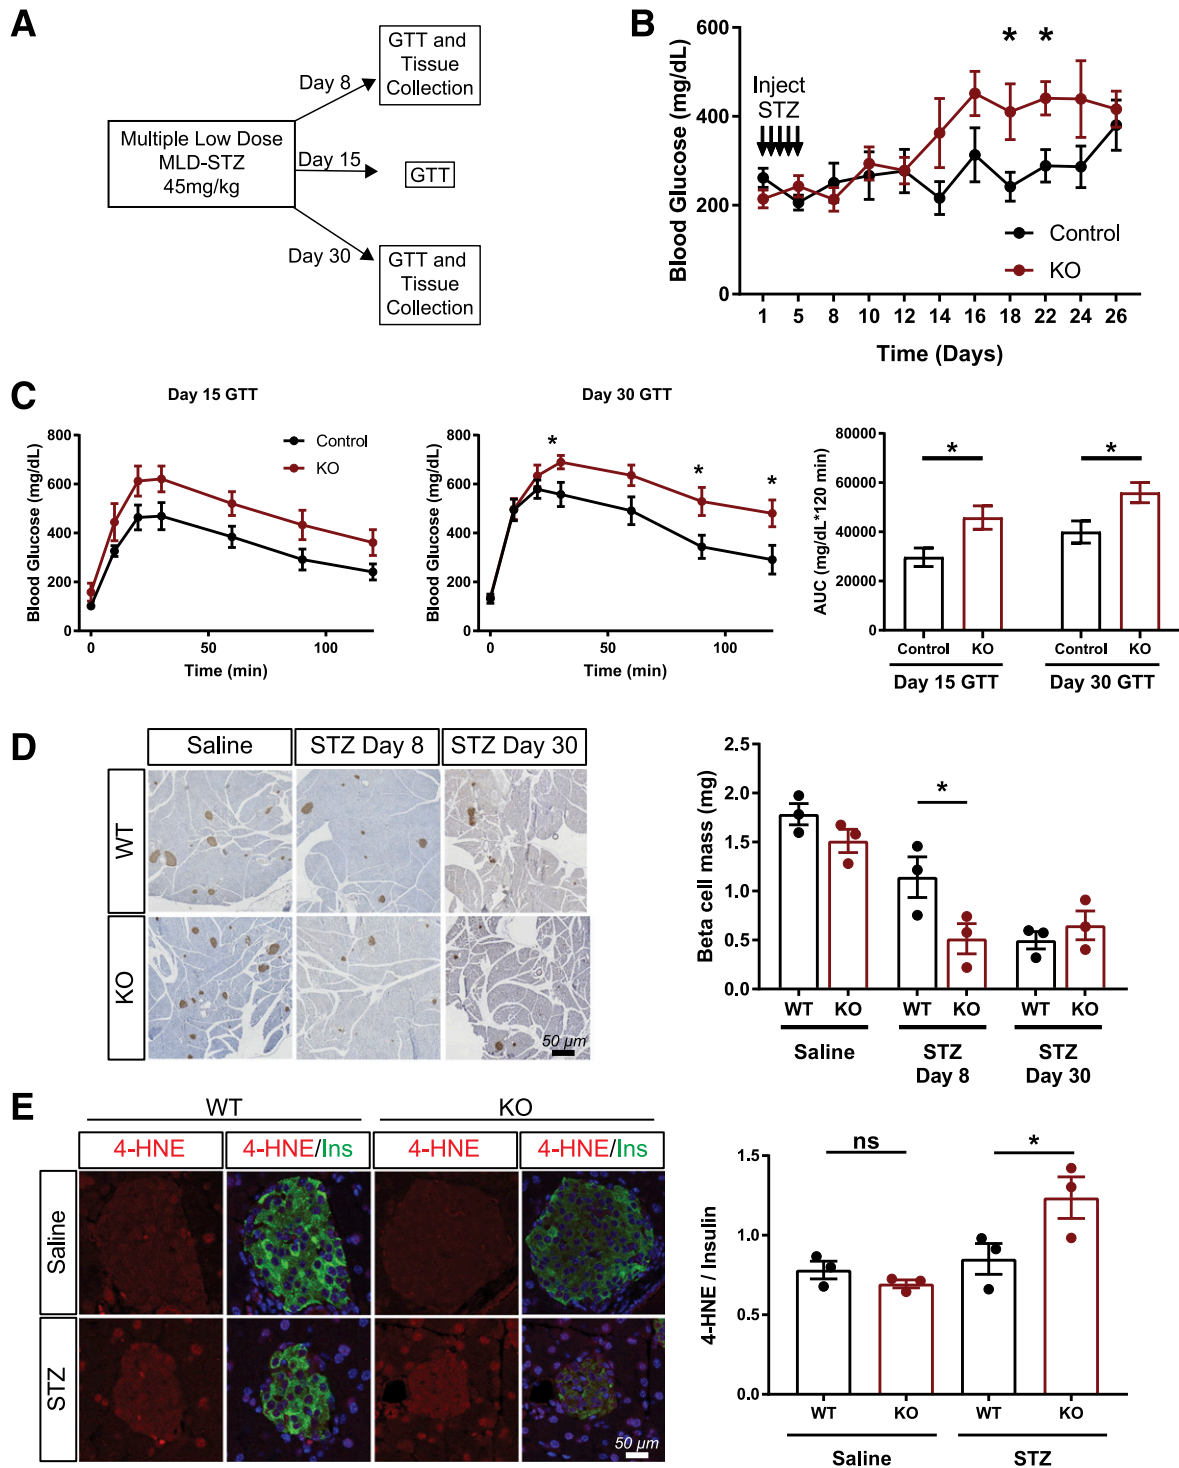 A
Multiple Low Dose
MLD-STZ
45mg/kg
Day 8
Day 15
Day 30
GTT and
Tissue
Collection
GTT
GTT and
Tissue
Collection
B
Blood Glucose (mg/dL)
600
400
200
0
Inject
STZ
* *
Control
KO
1 5 8 10 12 14 16 18 22 24 26
Time (Days)
C
Day 15 GTT
Blood Glucose (mg/dL)
800
600
400
200
0
Control
KO
0 50 100
Time (min)
Day 30 GTT
Blood Glucose (mg/dL)
800
600
400
200
0
* * *
0 50 100
Time (min)
AUC (mg/dL*120 min)
80000
60000
40000
20000
0
* *
Control KO Control KO
Day 15 GTT Day 30 GTT
D
Saline STZ Day 8 STZ Day 30
WT
KO
50 µm
Beta cell mass (mg)
2.5
2.0
1.5
1.0
0.5
0.0
*
WT KO WT KO WT KO
Saline STZ STZ
Day 8 Day 30
E
WT KO
4-HNE 4-HNE/Ins 4-HNE 4-HNE/Ins
Saline
STZ
50 µm
4-HNE / Insulin
1.5
1.0
0.5
0.0
ns *
WT KO WT KO
Saline STZ